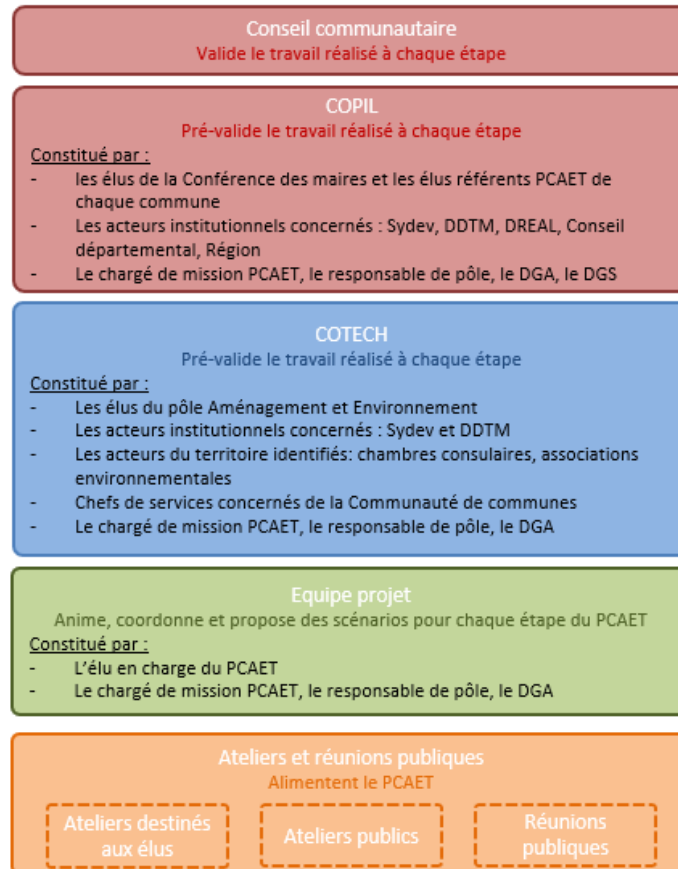 Conseil communautaire
Valide le travail réalisé à chaque étape
COPIL
Pré-valide le travail réalisé à chaque étape
Constitué par :
- les élus de la Conférence des maires et les élus référents PCAET de
chaque commune
- Les acteurs institutionnels concernés : Sydev, DDTM, DREAL, Conseil
départemental, Région
- Le chargé de mission PCAET, le responsable de pôle, le DGA, le DGS
COTECH
Pré-valide le travail réalisé à chaque étape
Constitué par :
- Les élus du pôle Aménagement et Environnement
- Les acteurs institutionnels concernés : Sydev et DDTM
- Les acteurs du territoire identifiés: chambres consulaires, associations
environnementales
- Chefs de services concernés de la Communauté de communes
- Le chargé de mission PCAET, le responsable de pôle, le DGA
Equipe projet
Anime, coordonne et propose des scénarios pour chaque étape du PCAET
Constitué par :
- L'élu en charge du PCAET
- Le chargé de mission PCAET, le responsable de pôle, le DGA
Ateliers et réunions publiques
Alimentent le PCAET
Ateliers destinés
aux élus
Ateliers publics
Réunions
publiques